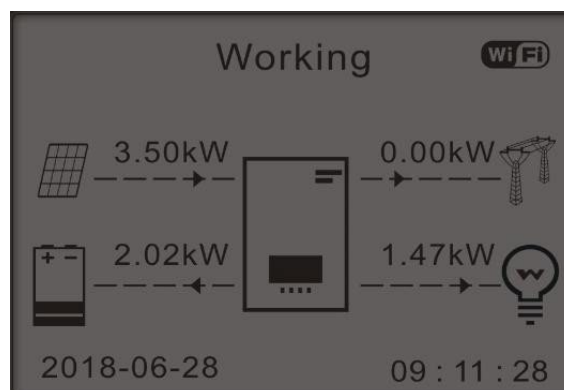 Working
WiFi
3.50kW
0.00kW
2.02kW
1.47kW
2018-06-28
09 : 11 : 28